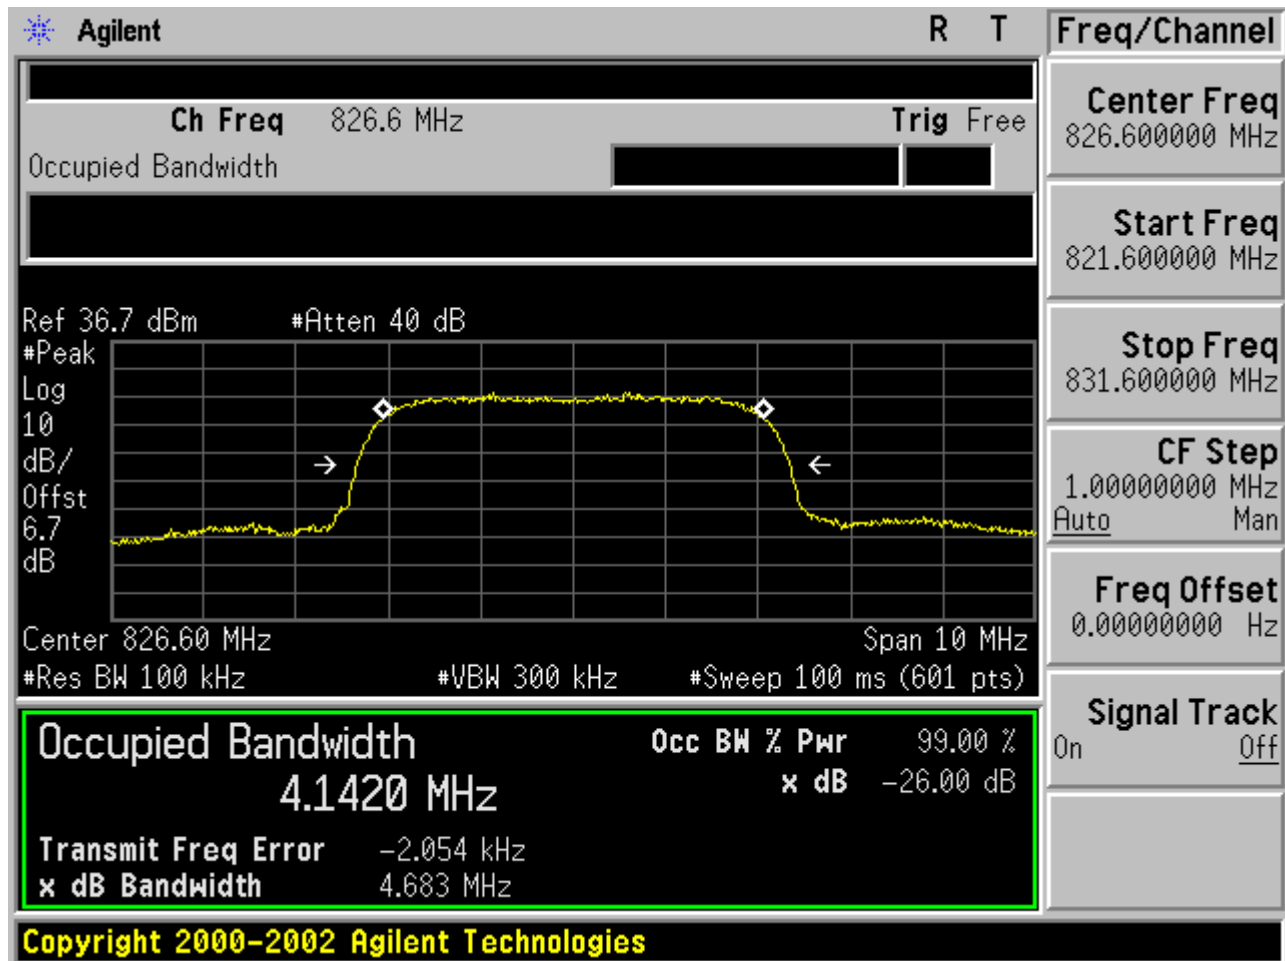 Agilent R T Freq/Channel
Ch Freq 826.6 MHz Trig Free
Occupied Bandwidth
Center Freq
826.600000 MHz
Start Freq
821.600000 MHz
Stop Freq
831.600000 MHz
CF Step
1.00000000 MHz
Auto Man
Freq Offset
0.00000000 Hz
Signal Track
On Off
Ref 36.7 dBm #Atten 40 dB
#Peak
Log
10
dB/
Offst
6.7
dB
Center 826.60 MHz Span 10 MHz
#Res BW 100 kHz #VBW 300 kHz #Sweep 100 ms (601 pts)
Occupied Bandwidth Occ BW % Pwr 99.00 %
4.1420 MHz x dB -26.00 dB
Transmit Freq Error -2.054 kHz
x dB Bandwidth 4.683 MHz
Copyright 2000-2002 Agilent Technologies